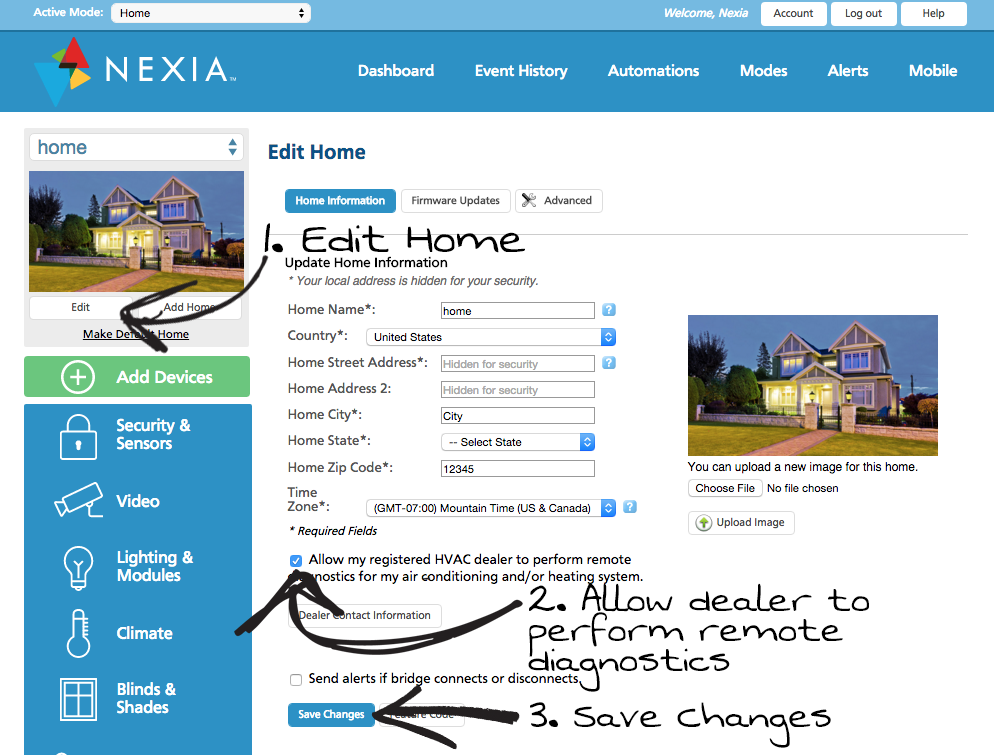 Active Mode: Home Welcome, Nexia Account Log out Help
NEXIA™ Dashboard Event History Automations Modes Alerts Mobile
home
Edit Home
Home Information Firmware Updates Advanced
1. Edit Home
Update Home Information
* Your local address is hidden for your security.
Edit Add Home
Make Default Home
Add Devices
Security &
Sensors
Video
Lighting &
Modules
Climate
Blinds &
Shades
Home Name*: home ?
Country*: United States
Home Street Address*: Hidden for security ?
Home Address 2: Hidden for security
Home City*: City
Home State*: -- Select State
Home Zip Code*: 12345
Time
Zone*: (GMT-07:00) Mountain Time (US & Canada) ?
* Required Fields
You can upload a new image for this home.
Choose File No file chosen
Upload Image
Allow my registered HVAC dealer to perform remote
diagnostics for my air conditioning and/or heating system.
Dealer Contact Information
2. Allow dealer to
perform remote
diagnostics
Send alerts if bridge connects or disconnects.
Save Changes Feature Code
3. Save Changes